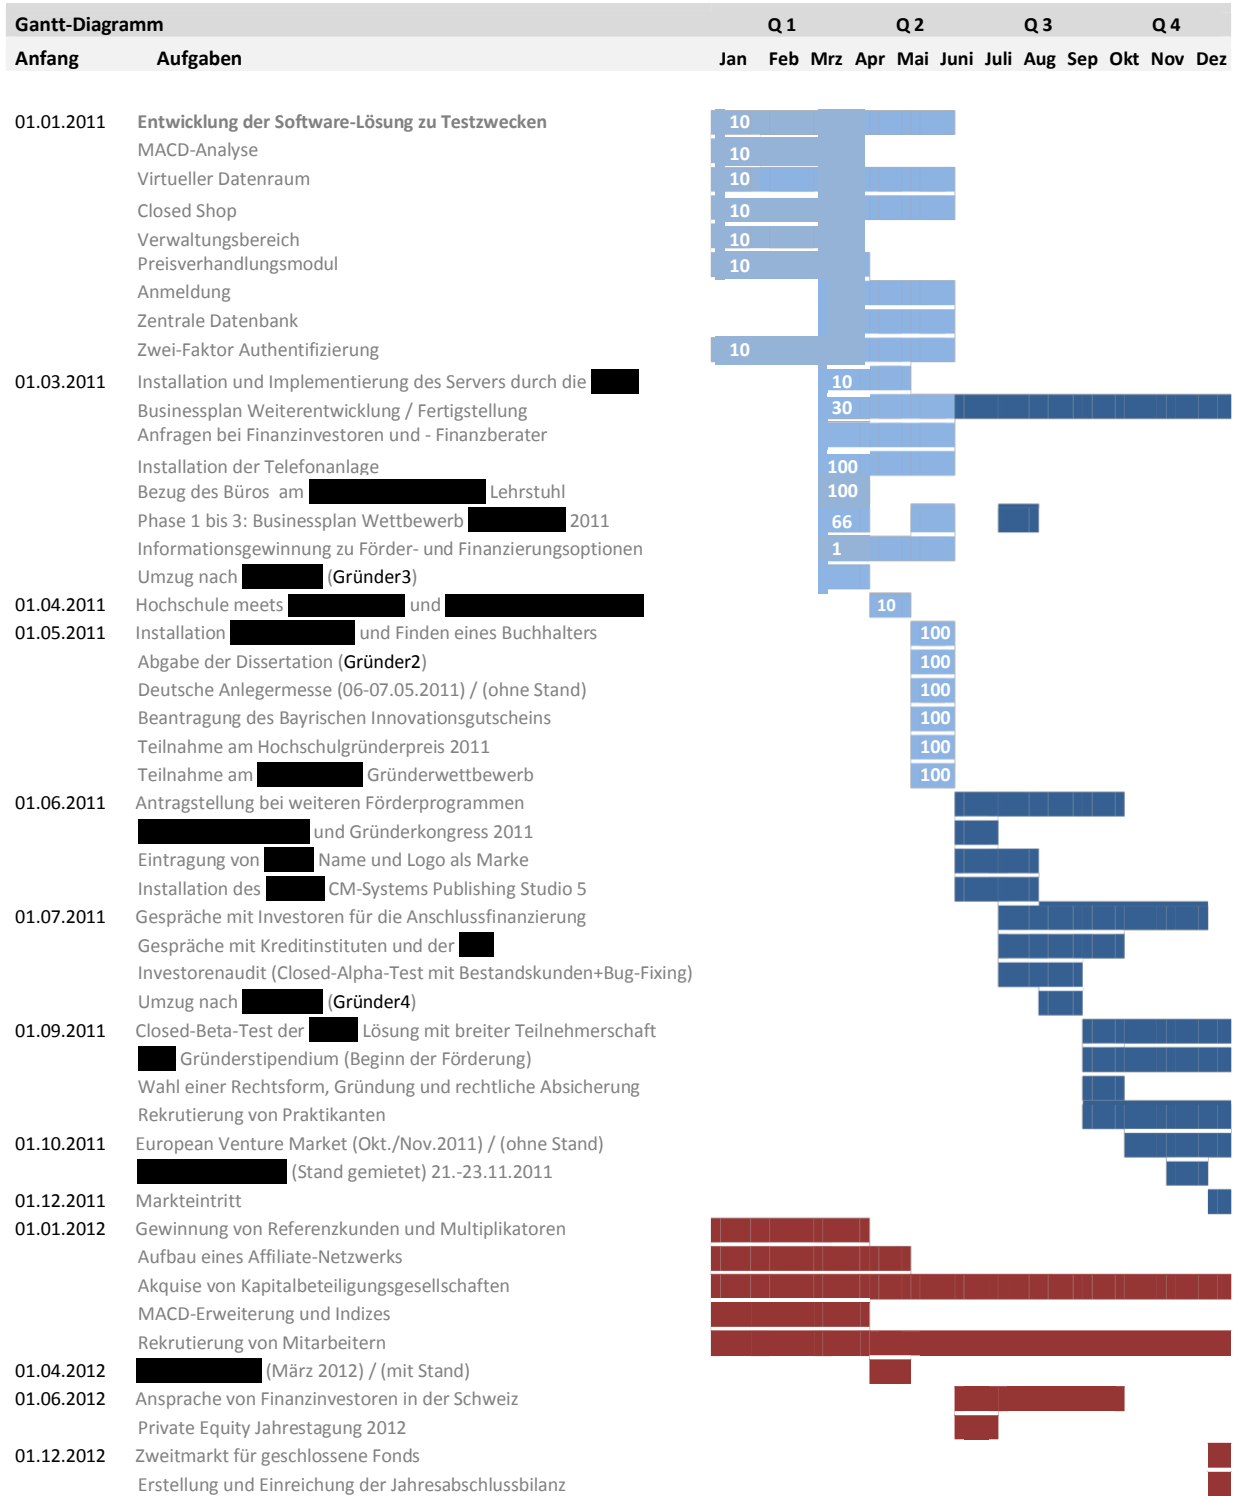 Gantt-Diagramm Q 1 Q 2 Q 3 Q 4
Anfang Aufgaben Jan Feb Mrz Apr Mai Juni Juli Aug Sep Okt Nov Dez
01.01.2011 Entwicklung der Software-Lösung zu Testzwecken 10
MACD-Analyse 10
Virtueller Datenraum 10
Closed Shop 10
Verwaltungsbereich 10
Preisverhandlungsmodul 10
Anmeldung
Zentrale Datenbank
Zwei-Faktor Authentifizierung 10
01.03.2011 Installation und Implementierung des Servers durch die 10
Businessplan Weiterentwicklung / Fertigstellung 30
Anfragen bei Finanzinvestoren und - Finanzberater
Installation der Telefonanlage 100
Bezug des Büros am Lehrstuhl 100
Phase 1 bis 3: Businessplan Wettbewerb 2011 66
Informationsgewinnung zu Förder- und Finanzierungsoptionen 1
Umzug nach (Gründer3)
01.04.2011 Hochschule meets und 10
01.05.2011 Installation und Finden eines Buchhalters 100
Abgabe der Dissertation (Gründer2) 100
Deutsche Anlegermesse (06-07.05.2011) / (ohne Stand) 100
Beantragung des Bayrischen Innovationsgutscheins 100
Teilnahme am Hochschulgründerpreis 2011 100
Teilnahme am Gründerwettbewerb 100
01.06.2011 Antragstellung bei weiteren Förderprogrammen
und Gründerkongress 2011
Eintragung von Name und Logo als Marke
Installation des CM-Systems Publishing Studio 5
01.07.2011 Gespräche mit Investoren für die Anschlussfinanzierung
Gespräche mit Kreditinstituten und der
Investorenaudit (Closed-Alpha-Test mit Bestandskunden+Bug-Fixing)
Umzug nach (Gründer4)
01.09.2011 Closed-Beta-Test der Lösung mit breiter Teilnehmerschaft
Gründerstipendium (Beginn der Förderung)
Wahl einer Rechtsform, Gründung und rechtliche Absicherung
Rekrutierung von Praktikanten
01.10.2011 European Venture Market (Okt./Nov.2011) / (ohne Stand)
(Stand gemietet) 21.-23.11.2011
01.12.2011 Markteintritt
01.01.2012 Gewinnung von Referenzkunden und Multiplikatoren
Aufbau eines Affiliate-Netzwerks
Akquise von Kapitalbeteiligungsgesellschaften
MACD-Erweiterung und Indizes
Rekrutierung von Mitarbeitern
01.04.2012 (März 2012) / (mit Stand)
01.06.2012 Ansprache von Finanzinvestoren in der Schweiz
Private Equity Jahrestagung 2012
01.12.2012 Zweitmarkt für geschlossene Fonds
Erstellung und Einreichung der Jahresabschlussbilanz